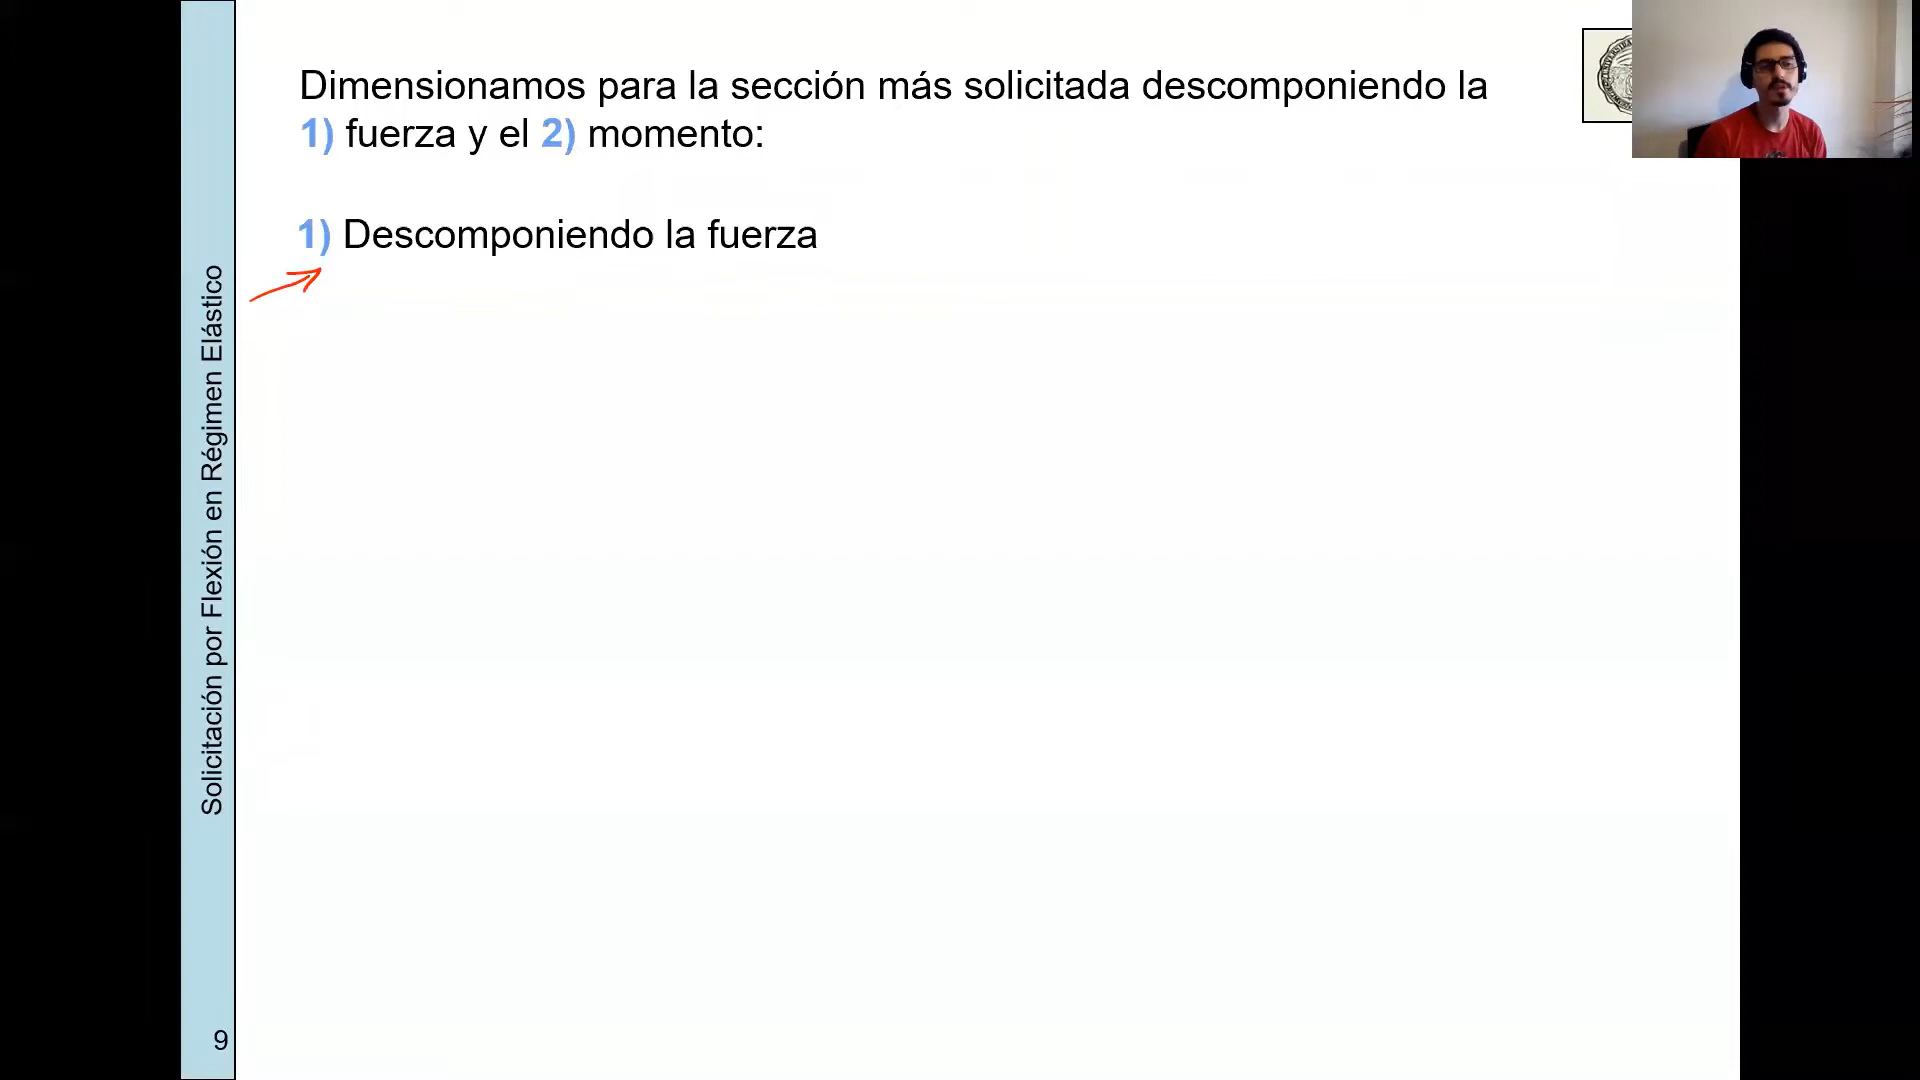 Dimensionamos para la sección más solicitada descomponiendo la
1) fuerza y el 2) momento:
1) Descomponiendo la fuerza
Solicitación por Flexión en Régimen Elástico
9